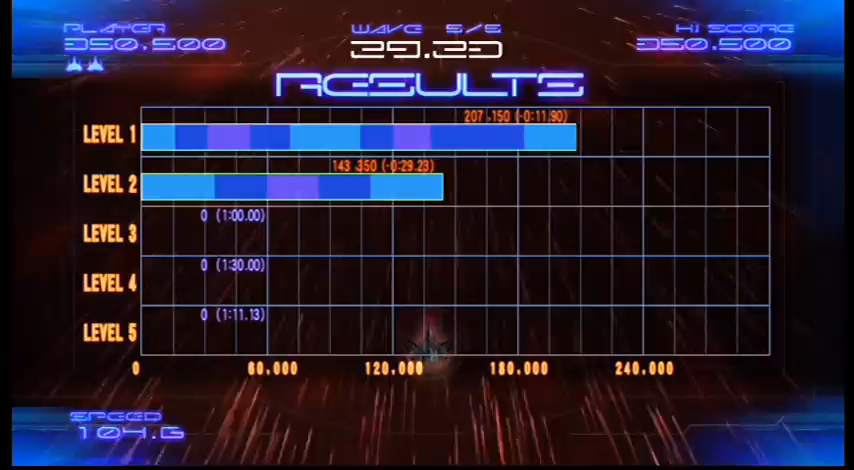 PLAYER
350,500
WAVE 5/5
29.23
HI SCORE
350,500
RESULTS
LEVEL 1
207,150 (-0:11.90)
LEVEL 2
143,350 (-0:29.23)
LEVEL 3
0 (1:00.00)
LEVEL 4
0 (1:30.00)
LEVEL 5
0 (1:11.13)
0 60,000 120,000 180,000 240,000
SPEED
104.G